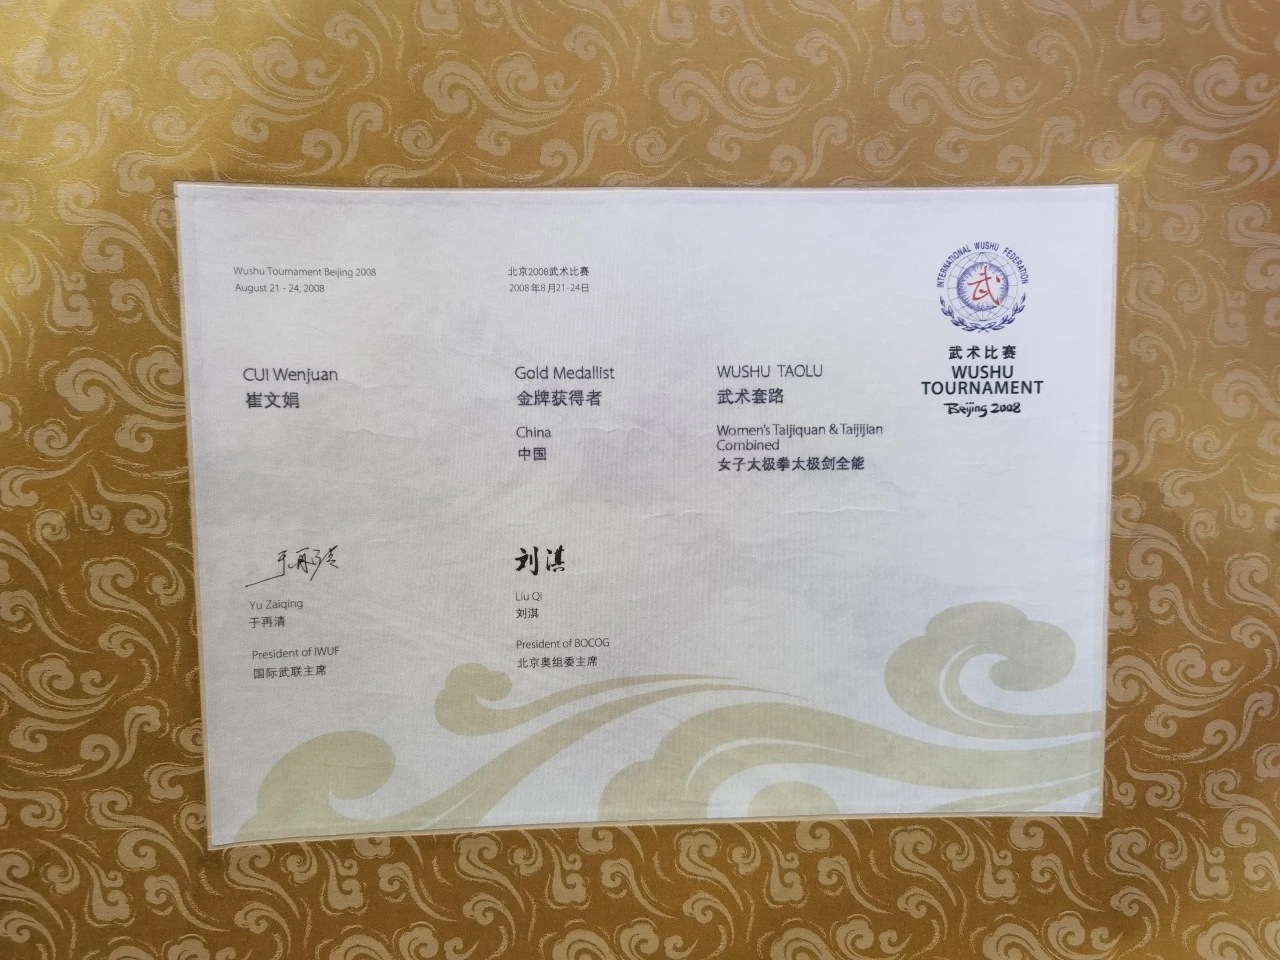 Wushu Tournament Beijing 2008
August 21 - 24, 2008
北京2008武术比赛
2008年8月21-24日
INTERNATIONAL WUSHU FEDERATION
武
武术比赛
WUSHU
TOURNAMENT
Beijing 2008
CUI Wenjuan
崔文娟
Gold Medallist
金牌获得者
China
中国
WUSHU TAOLU
武术套路
Women's Taijiquan & Taijijian
Combined
女子太极拳太极剑全能
于再清
Yu Zaiqing
于再清
President of IWUF
国际武联主席
刘淇
Liu Qi
刘淇
President of BOCOG
北京奥组委主席